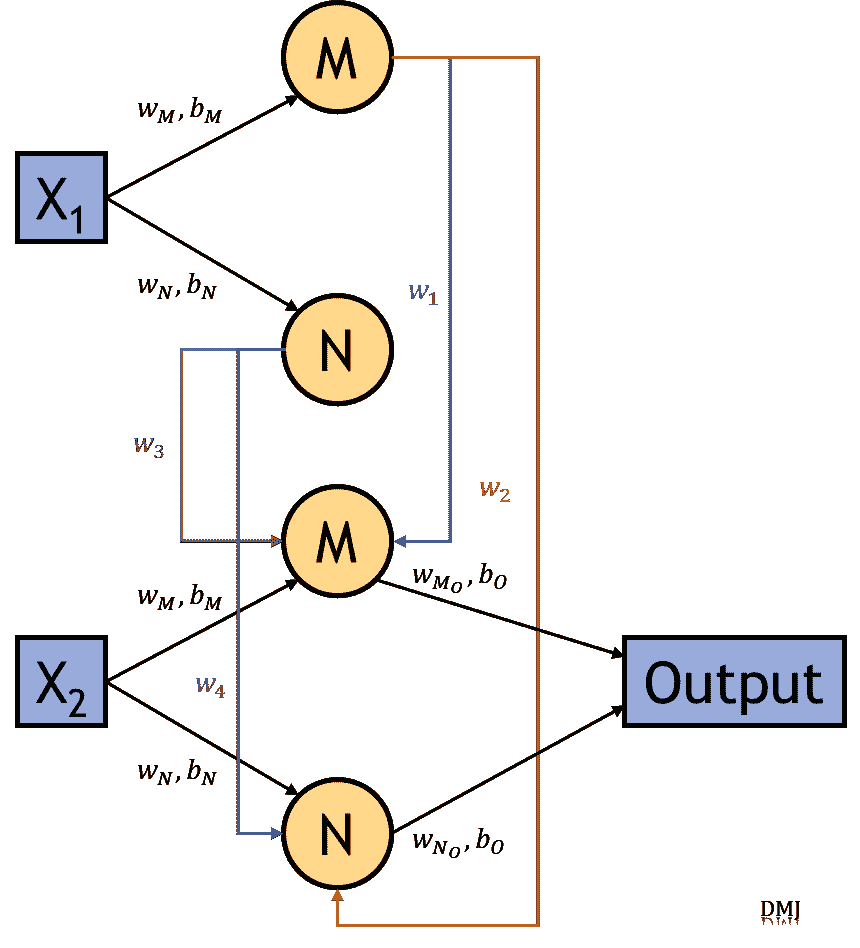 M
w_M, b_M
X_1
w_N, b_N
w_1
N
w_3
w_2
M
w_{M_O}, b_O
w_M, b_M
X_2
w_4
Output
w_N, b_N
N
w_{N_O}, b_O
DMJ